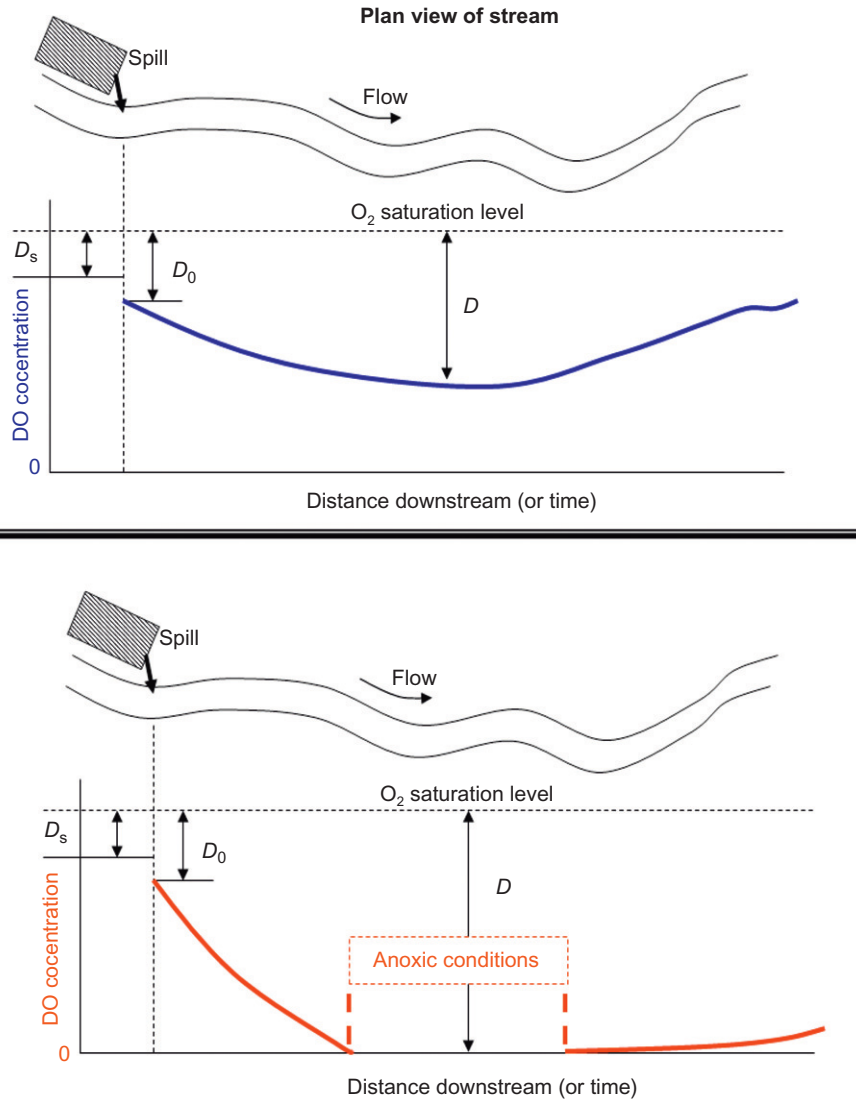 Plan view of stream
Spill
Flow
O2 saturation level
Ds
D0
D
DO cocentration
0
Distance downstream (or time)
Spill
Flow
O2 saturation level
Ds
D0
D
Anoxic conditions
DO cocentration
0
Distance downstream (or time)